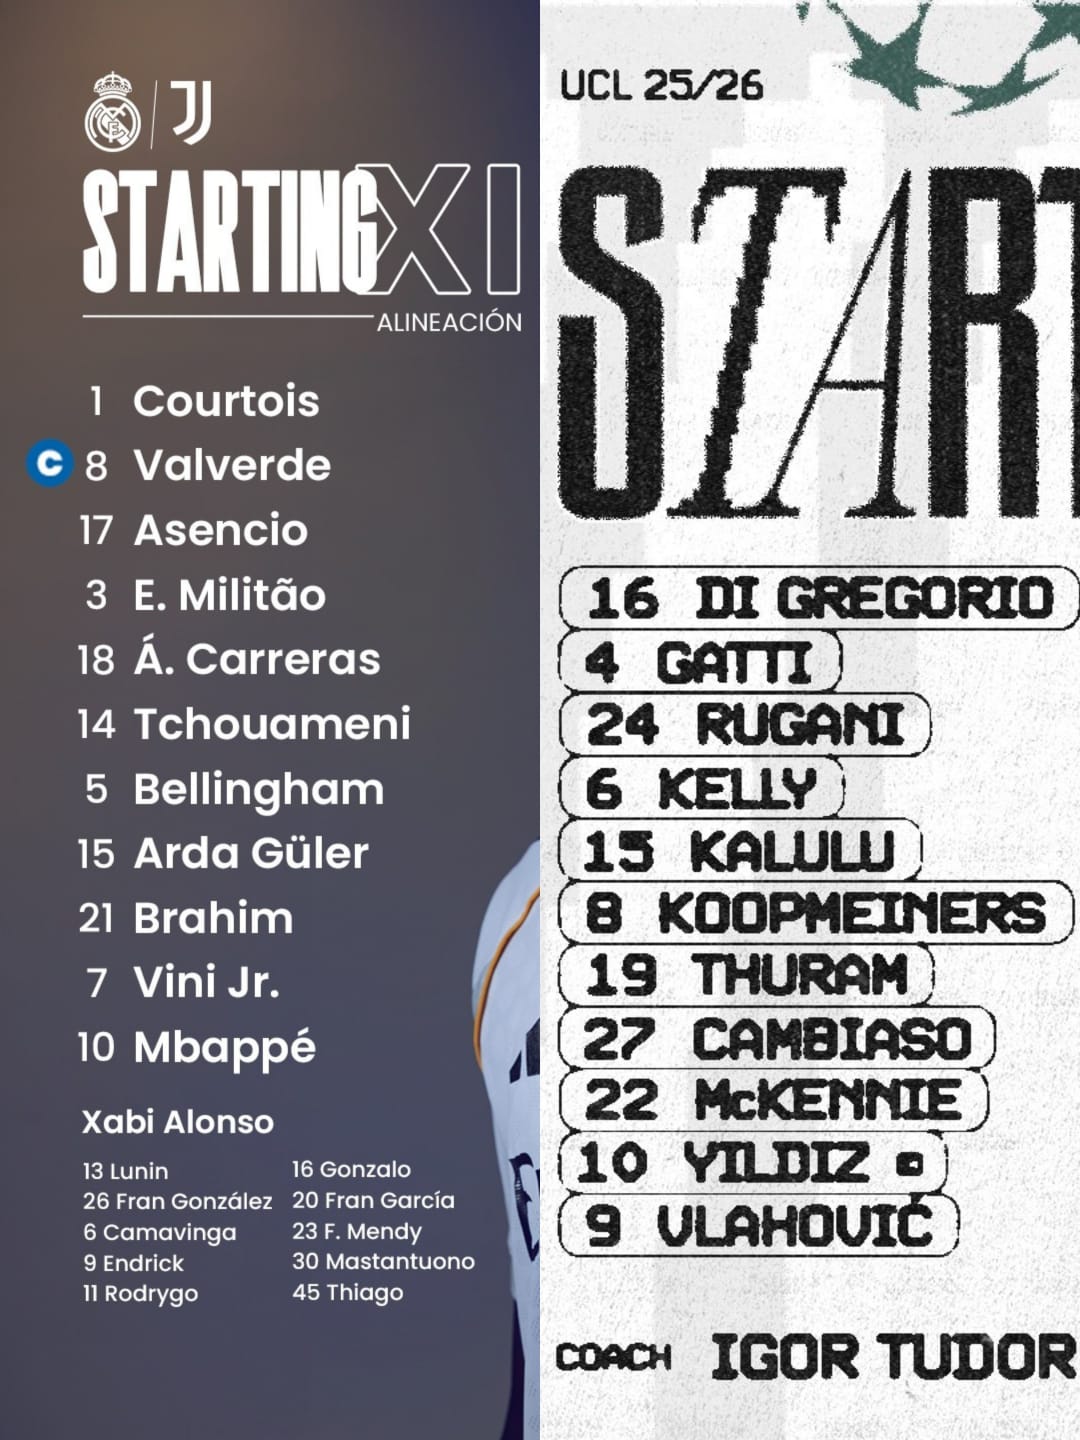 STARTING XI
ALINEACIÓN
1 Courtois
C 8 Valverde
17 Asencio
3 E. Militão
18 Á. Carreras
14 Tchouameni
5 Bellingham
15 Arda Güler
21 Brahim
7 Vini Jr.
10 Mbappé
Xabi Alonso
13 Lunin
26 Fran González
6 Camavinga
9 Endrick
11 Rodrygo
16 Gonzalo
20 Fran García
23 F. Mendy
30 Mastantuono
45 Thiago
UCL 25/26
START
16 DI GREGORIO
4 GATTI
24 RUGANI
6 KELLY
15 KALULU
8 KOOPMEINERS
19 THURAM
27 CAMBIASO
22 McKENNIE
10 YILDIZ
9 VLAHOVIĆ
COACH IGOR TUDOR